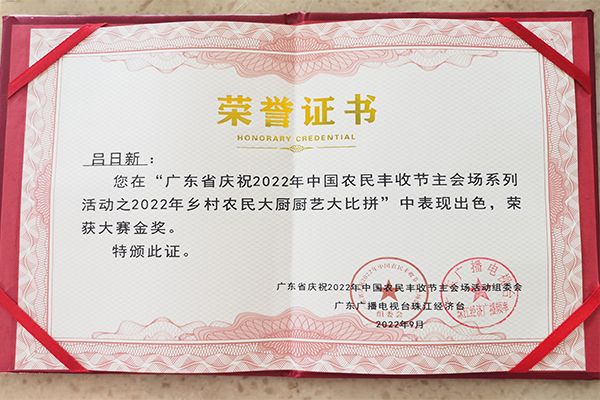 荣誉证书
HONORARY CREDENTIAL
吕日新：
您在“广东省庆祝2022年中国农民丰收节主会场系列
活动之2022年乡村农民大厨厨艺大比拼”中表现出色，荣
获大赛金奖。
特颁此证。
广东省庆祝2022年中国农民丰收节主会场活动组委会
广东广播电视台珠江经济台
2022年9月